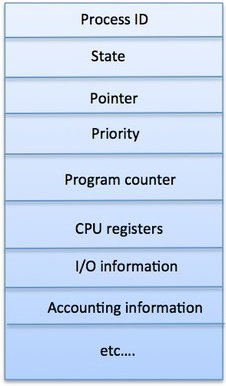 Process ID
State
Pointer
Priority
Program counter
CPU registers
I/O information
Accounting information
etc....